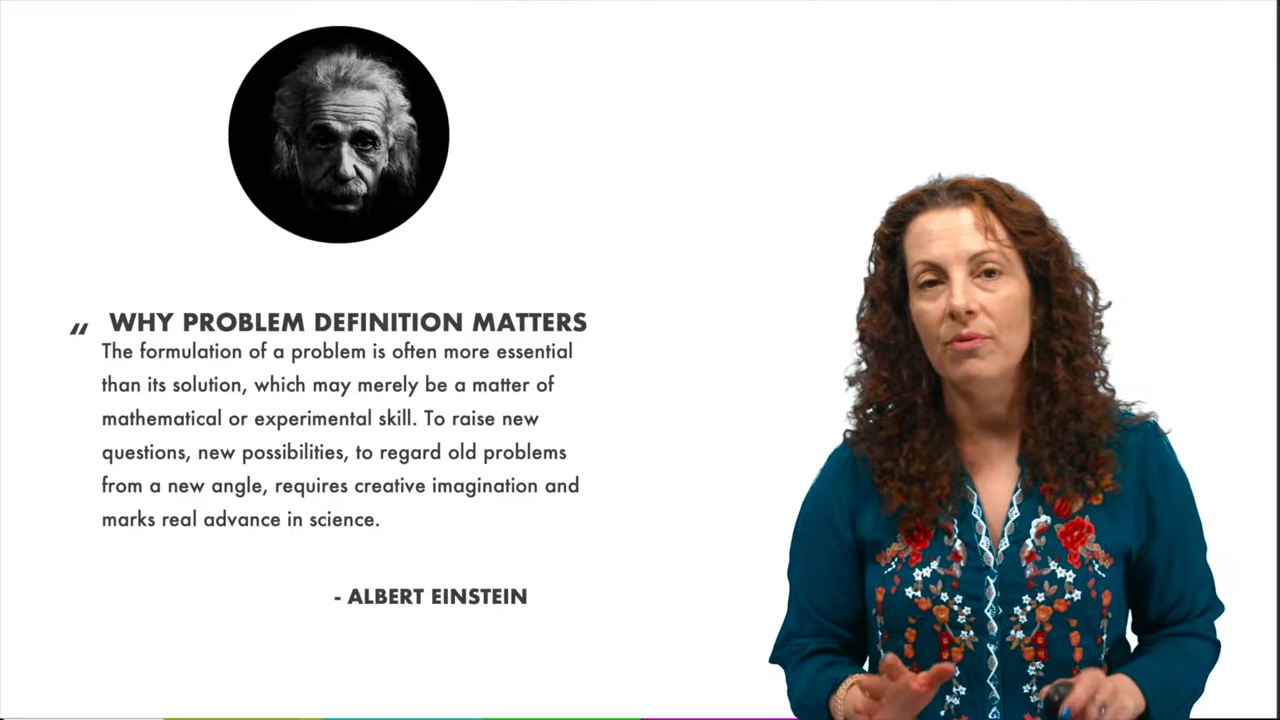 “ WHY PROBLEM DEFINITION MATTERS
The formulation of a problem is often more essential
than its solution, which may merely be a matter of
mathematical or experimental skill. To raise new
questions, new possibilities, to regard old problems
from a new angle, requires creative imagination and
marks real advance in science.
- ALBERT EINSTEIN